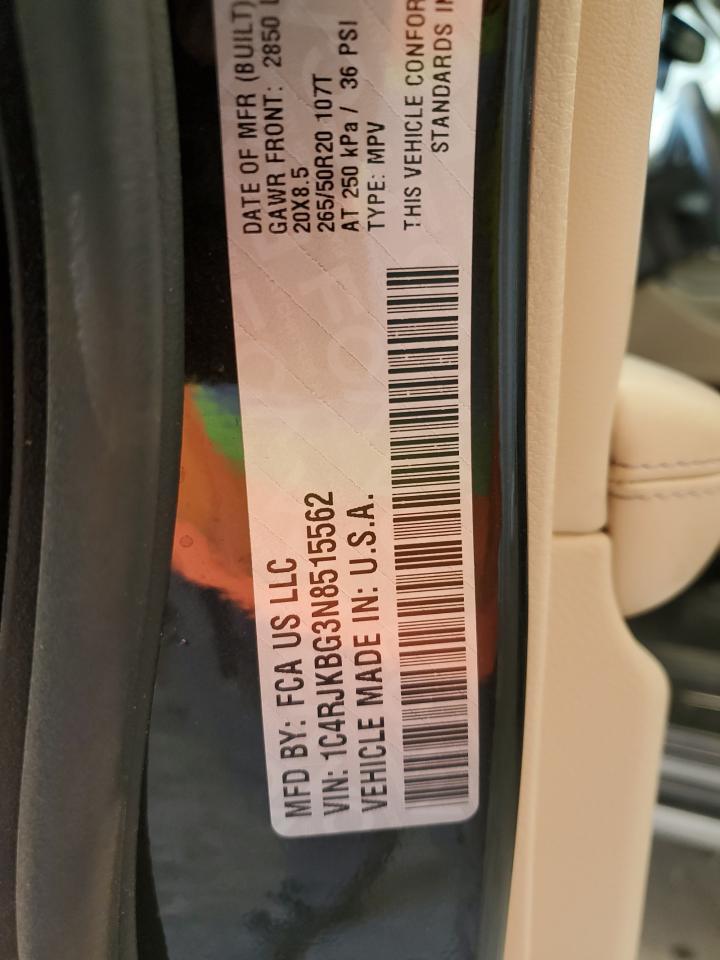 DATE OF MFR (BUILT)
GAWR FRONT: 2850
20X8.5
265/50R20 107T
AT 250 kPa / 36 PSI
TYPE: MPV
THIS VEHICLE
STANDARDS
MFD BY: FCA US LLC
VIN: 1C4RJKBG3N8515562
VEHICLE MADE IN: U.S.A.